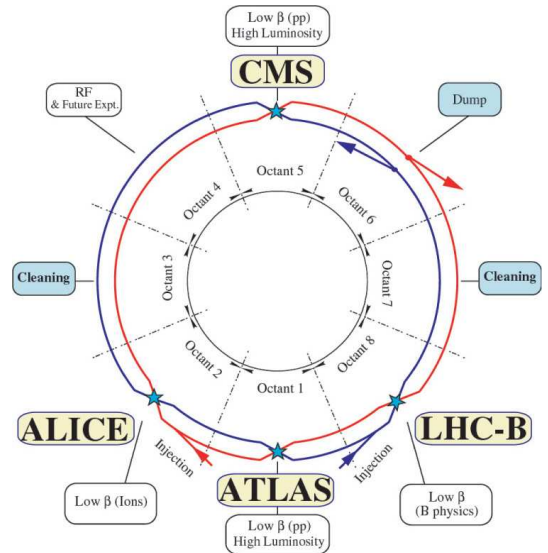 Low β (pp)
High Luminosity
CMS
RF
& Future Expt.
Dump
Octant 5
Octant 4
Octant 6
Cleaning
Octant 3
Octant 7
Cleaning
Octant 2
Octant 8
Octant 1
ALICE
LHC-B
Injection
Injection
ATLAS
Low β (Ions)
Low β
(B physics)
Low β (pp)
High Luminosity